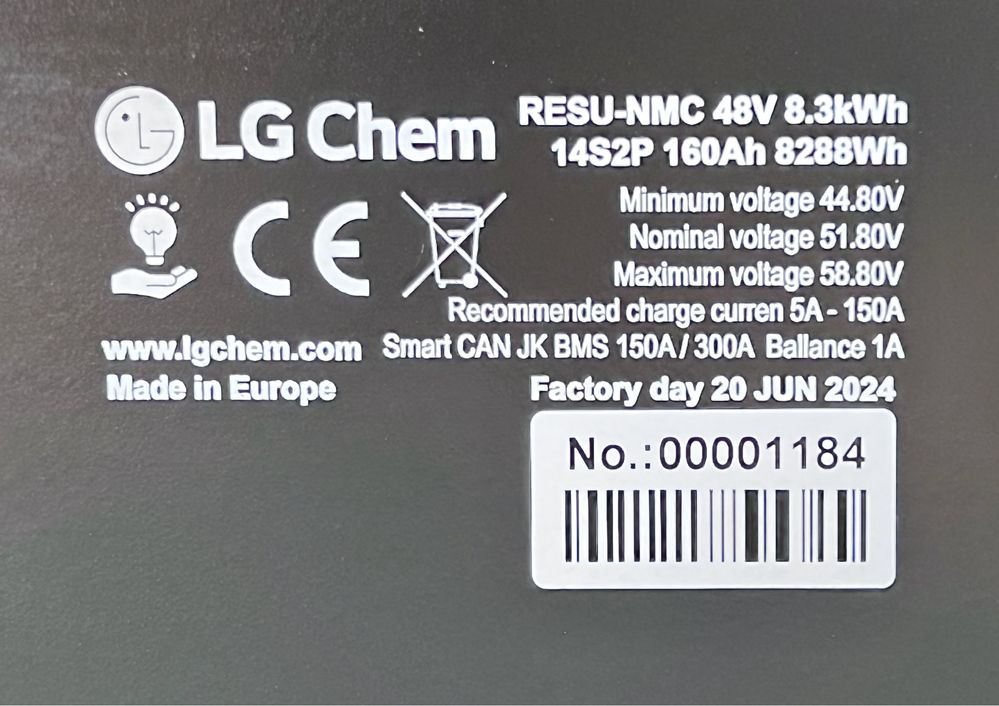 LG Chem
RESU-NMC 48V 8.3kWh
14S2P 160Ah 8288Wh
Minimum voltage 44.80V
Nominal voltage 51.80V
Maximum voltage 58.80V
Recommended charge curren 5A - 150A
www.lgchem.com
Smart CAN JK BMS 150A / 300A Ballance 1A
Made in Europe
Factory day 20 JUN 2024
No.:00001184